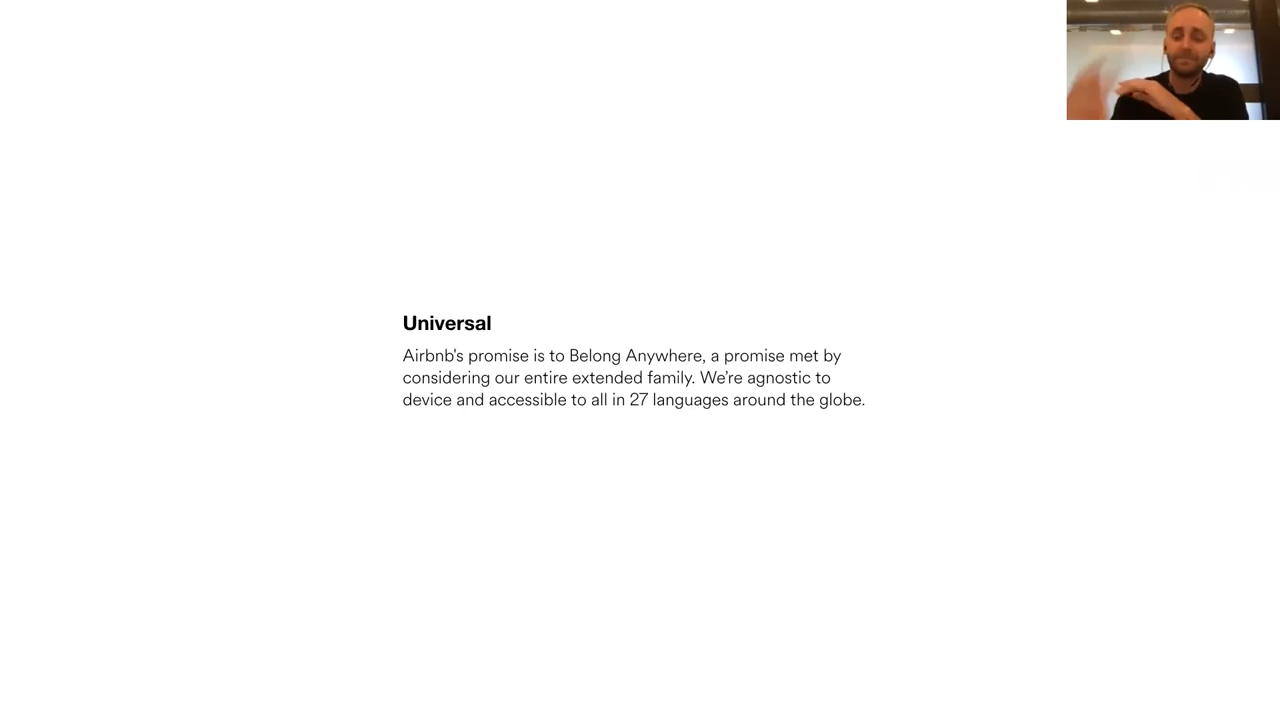 Universal
Airbnb's promise is to Belong Anywhere, a promise met by
considering our entire extended family. We’re agnostic to
device and accessible to all in 27 languages around the globe.